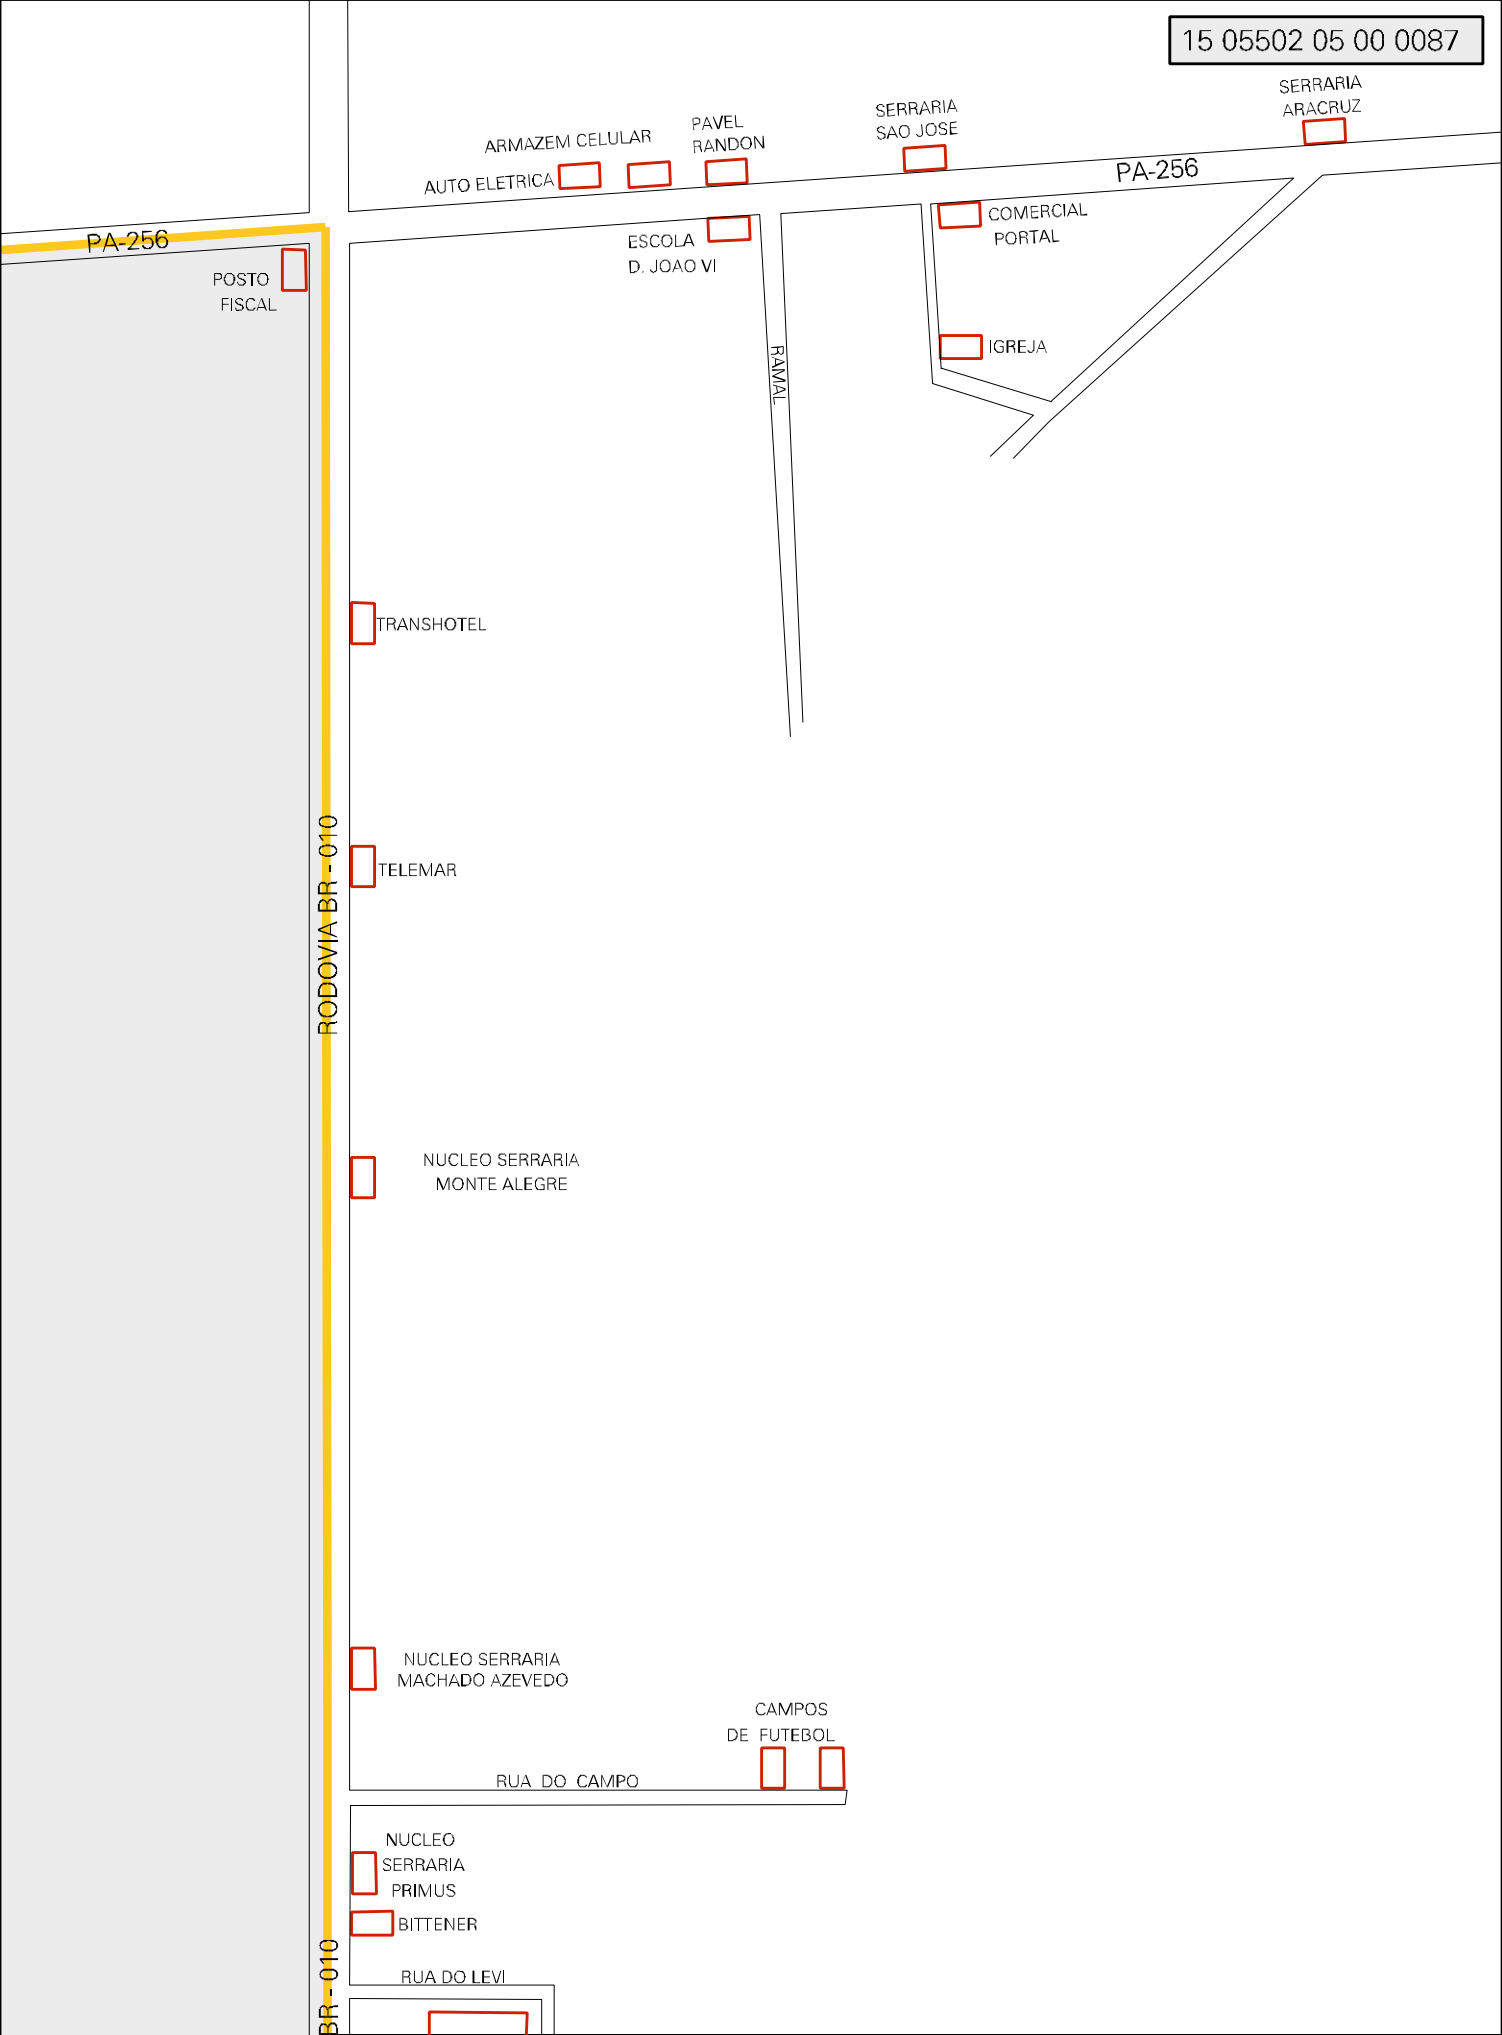 15 05502 05 00 0087
SERRARIA
ARACRUZ
SERRARIA
SAO JOSE
PAVEL
RANDON
ARMAZEM CELULAR
AUTO ELETRICA
PA-256
PA-256
COMERCIAL
PORTAL
ESCOLA
D. JOAO VI
POSTO
FISCAL
IGREJA
RAMAL
TRANSHOTEL
RODOVIA BR - 010
TELEMAR
NUCLEO SERRARIA
MONTE ALEGRE
NUCLEO SERRARIA
MACHADO AZEVEDO
CAMPOS
DE FUTEBOL
RUA DO CAMPO
NUCLEO
SERRARIA
PRIMUS
BITTENER
BR - 010
RUA DO LEVI